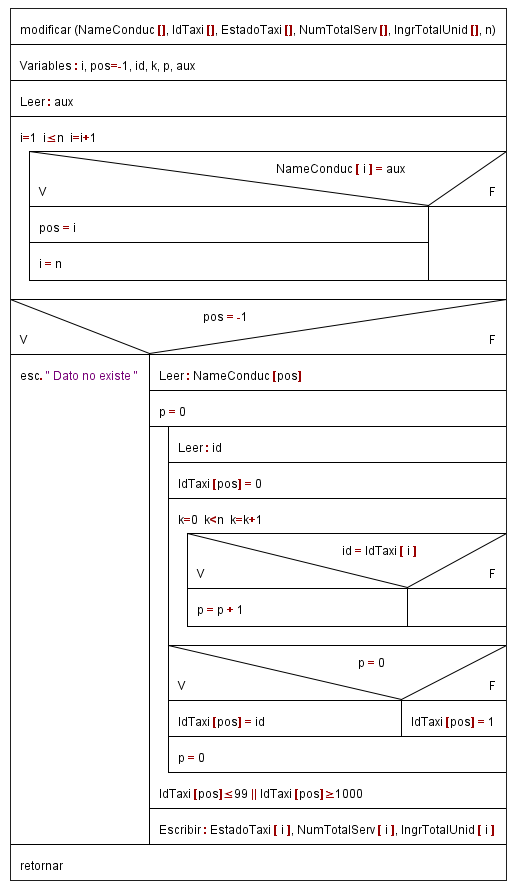 modificar (NameConduc [], IdTaxi [], EstadoTaxi [], NumTotalServ [], IngrTotalUnid [], n)
Variables : i, pos=-1, id, k, p, aux
Leer : aux
i=1 i≤n i=i+1
NameConduc [ i ] = aux
V F
pos = i
i = n
pos = -1
V F
esc. " Dato no existe "
Leer : NameConduc [pos]
p = 0
Leer : id
IdTaxi [pos] = 0
k=0 k<n k=k+1
id = IdTaxi [ i ]
V F
p = p + 1
p = 0
V F
IdTaxi [pos] = id IdTaxi [pos] = 1
p = 0
IdTaxi [pos] ≤99 || IdTaxi [pos] ≥1000
Escribir : EstadoTaxi [ i ], NumTotalServ [ i ], IngrTotalUnid [ i ]
retornar